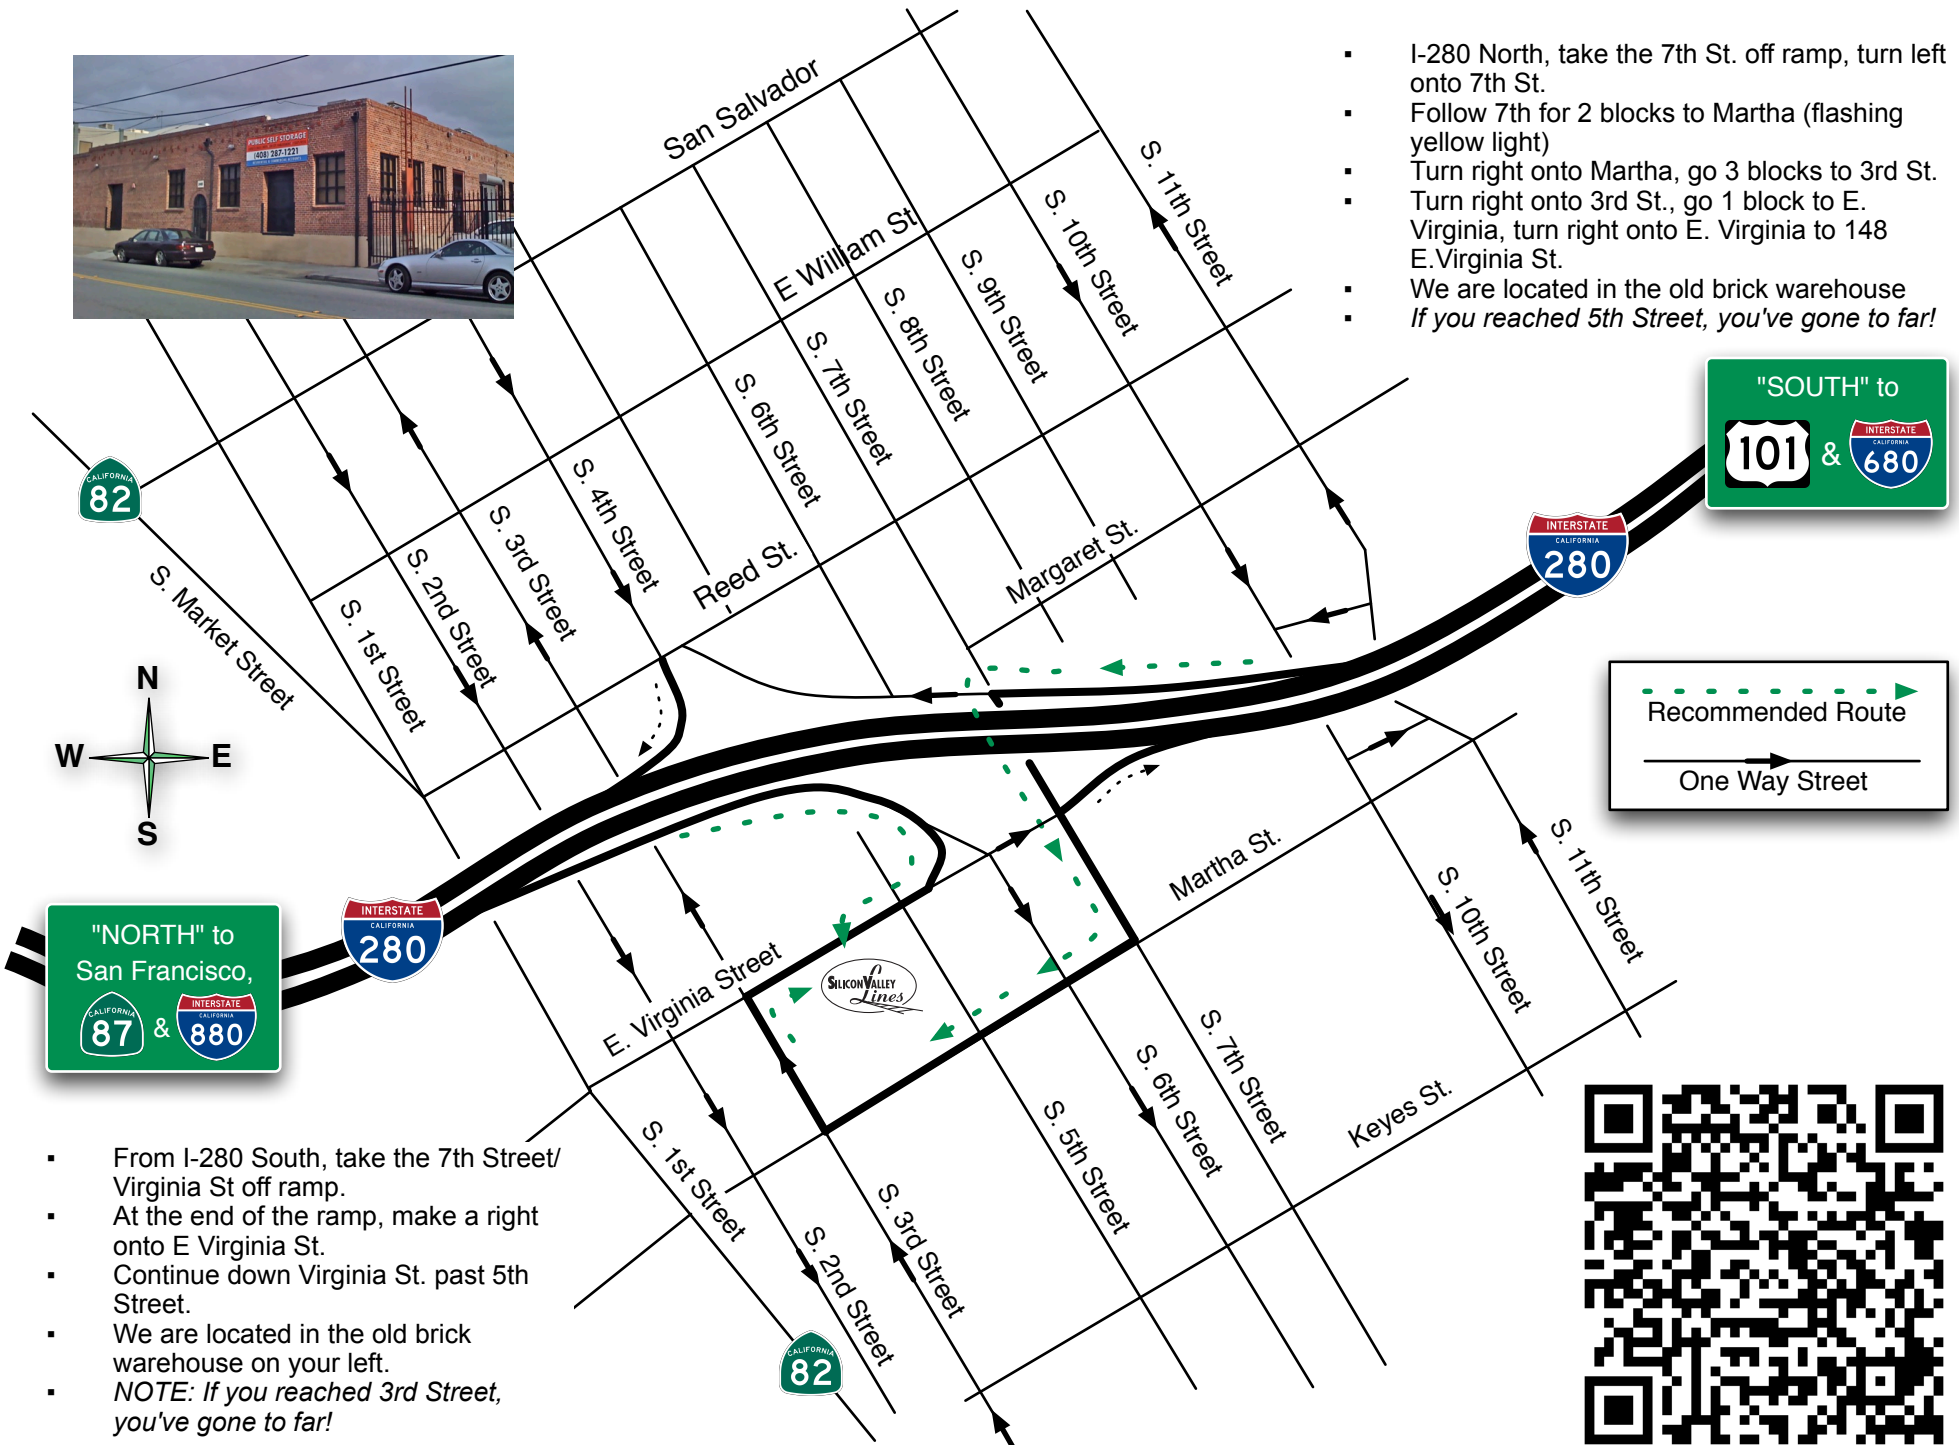 PUBLIC SELF STORAGE
(408) 287-1221
▪ I-280 North, take the 7th St. off ramp, turn left
onto 7th St.
▪ Follow 7th for 2 blocks to Martha (flashing
yellow light)
▪ Turn right onto Martha, go 3 blocks to 3rd St.
▪ Turn right onto 3rd St., go 1 block to E.
Virginia, turn right onto E. Virginia to 148
E.Virginia St.
▪ We are located in the old brick warehouse
▪ If you reached 5th Street, you've gone to far!
San Salvador
E William St
S. 11th Street
S. 10th Street
S. 9th Street
S. 8th Street
S. 7th Street
S. 6th Street
S. 4th Street
S. 3rd Street
S. 2nd Street
S. 1st Street
S. Market Street
Reed St.
Margaret St.
CALIFORNIA
82
"SOUTH" to
101 & INTERSTATE
CALIFORNIA
680
INTERSTATE
CALIFORNIA
280
N
W E
S
Recommended Route
One Way Street
"NORTH" to
San Francisco,
CALIFORNIA
87 & INTERSTATE
CALIFORNIA
880
INTERSTATE
CALIFORNIA
280
E. Virginia Street
SILICON VALLEY
Lines
Martha St.
Keyes St.
S. 11th Street
S. 10th Street
S. 7th Street
S. 6th Street
S. 5th Street
S. 3rd Street
S. 2nd Street
S. 1st Street
CALIFORNIA
82
▪ From I-280 South, take the 7th Street/
Virginia St off ramp.
▪ At the end of the ramp, make a right
onto E Virginia St.
▪ Continue down Virginia St. past 5th
Street.
▪ We are located in the old brick
warehouse on your left.
▪ NOTE: If you reached 3rd Street,
you've gone to far!